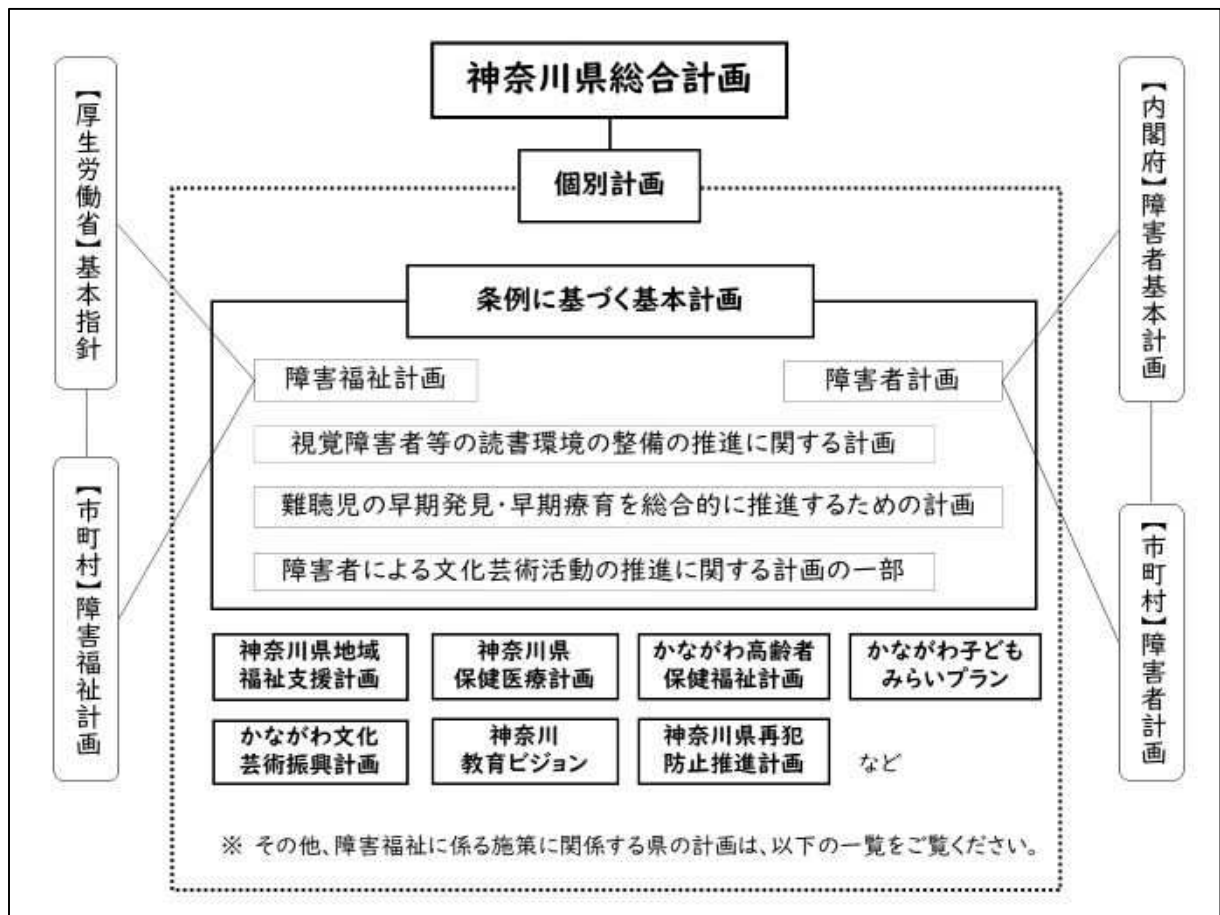 神奈川県総合計画
個別計画
条例に基づく基本計画
【厚生労働省】基本指針
【市町村】障害福祉計画
障害福祉計画
障害者計画
視覚障害者等の読書環境の整備の推進に関する計画
難聴児の早期発見・早期療育を総合的に推進するための計画
障害者による文化芸術活動の推進に関する計画の一部
【内閣府】障害者基本計画
【市町村】障害者計画
神奈川県地域
福祉支援計画
神奈川県
保健医療計画
かながわ高齢者
保健福祉計画
かながわ子ども
みらいプラン
かながわ文化
芸術振興計画
神奈川
教育ビジョン
神奈川県再犯
防止推進計画
など
※ その他、障害福祉に係る施策に関係する県の計画は、以下の一覧をご覧ください。